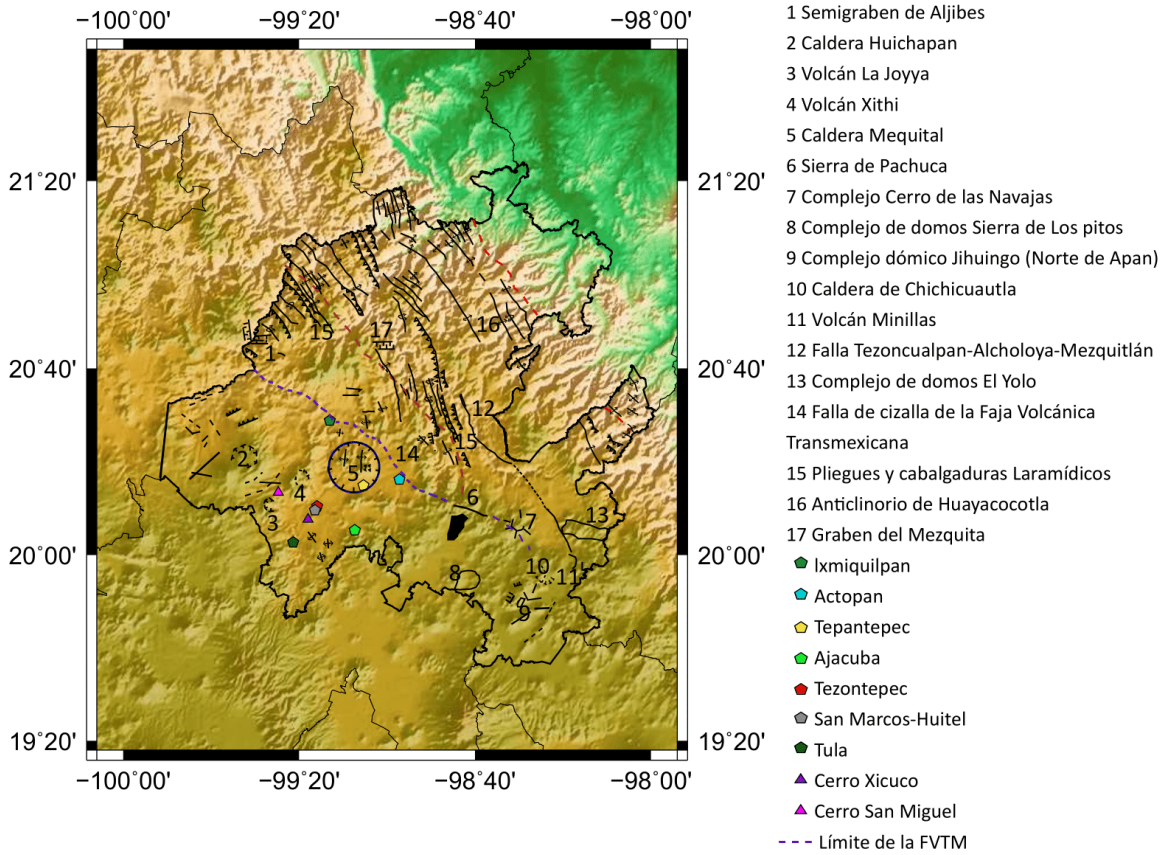 −100°00' −99°20' −98°40' −98°00'
21°20' 21°20'
20°40' 20°40'
20°00' 20°00'
19°20' 19°20'
−100°00' −99°20' −98°40' −98°00'
16
17
15
1
12
15
14
2
5
4
6
3
7
13
10
11
8
9
1 Semigraben de Aljibes
2 Caldera Huichapan
3 Volcán La Joyya
4 Volcán Xithi
5 Caldera Mequital
6 Sierra de Pachuca
7 Complejo Cerro de las Navajas
8 Complejo de domos Sierra de Los pitos
9 Complejo dómico Jihuingo (Norte de Apan)
10 Caldera de Chichicuautla
11 Volcán Minillas
12 Falla Tezoncualpan-Alcholoya-Mezquitlán
13 Complejo de domos El Yolo
14 Falla de cizalla de la Faja Volcánica
Transmexicana
15 Pliegues y cabalgaduras Laramídicos
16 Anticlinorio de Huayacocotla
17 Graben del Mezquita
Ixmiquilpan
Actopan
Tepantepec
Ajacuba
Tezontepec
San Marcos-Huitel
Tula
Cerro Xicuco
Cerro San Miguel
Límite de la FVTM